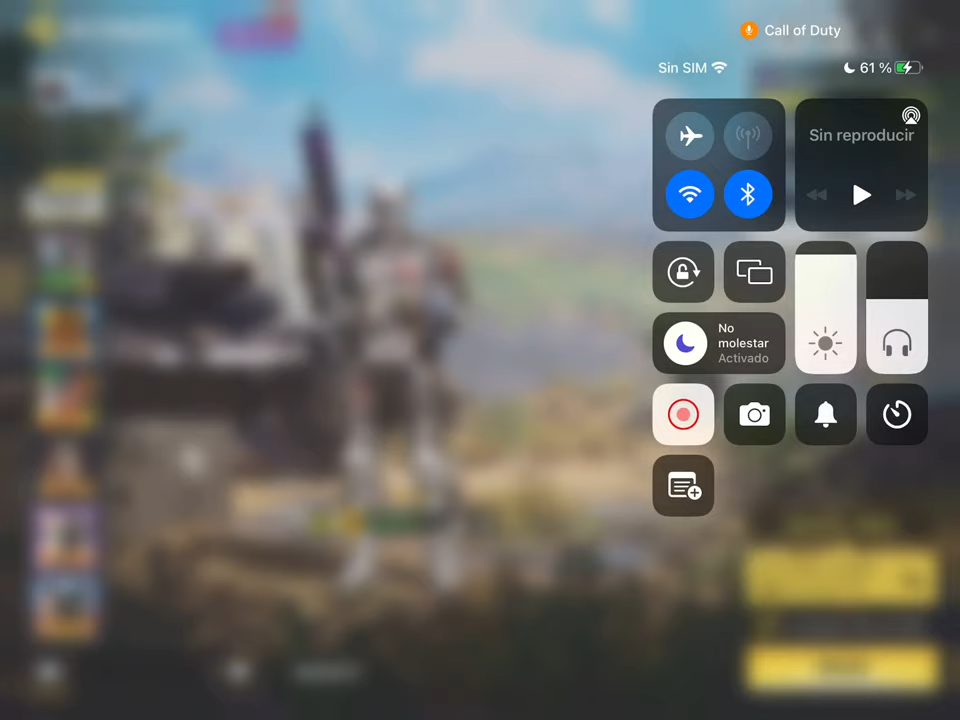 Call of Duty
Sin SIM
61 %
Sin reproducir
No
molestar
Activado